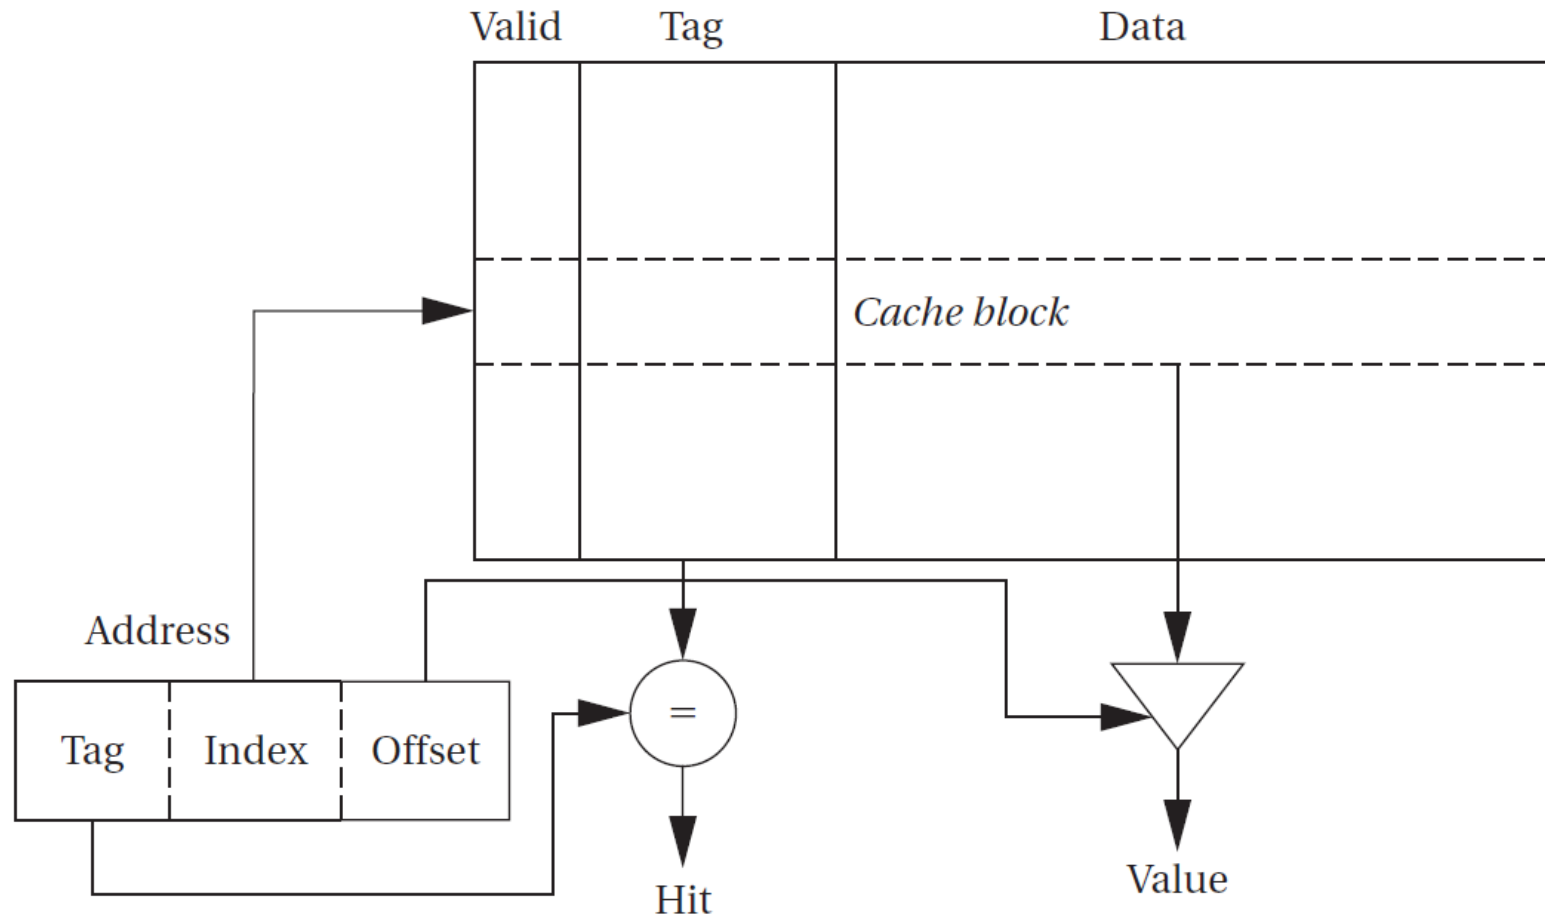 Valid Tag Data
Cache block
Address
Tag Index Offset
=
Hit
Value